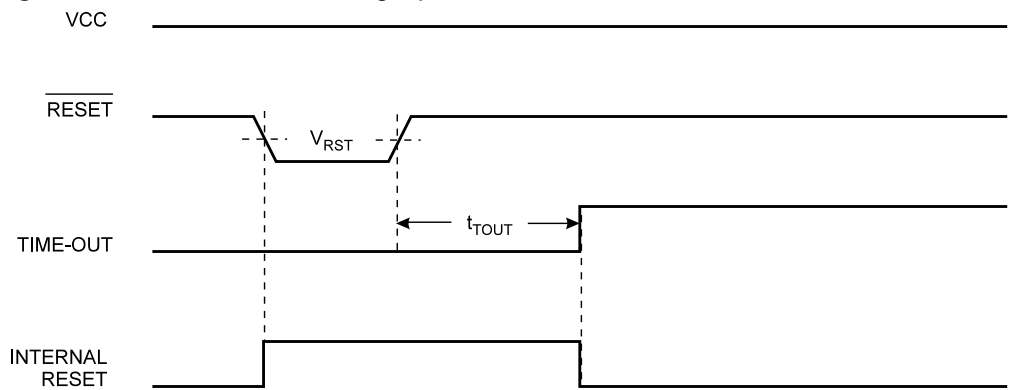 VCC
RESET
V_RST
t_TOUT
TIME-OUT
INTERNAL
RESET